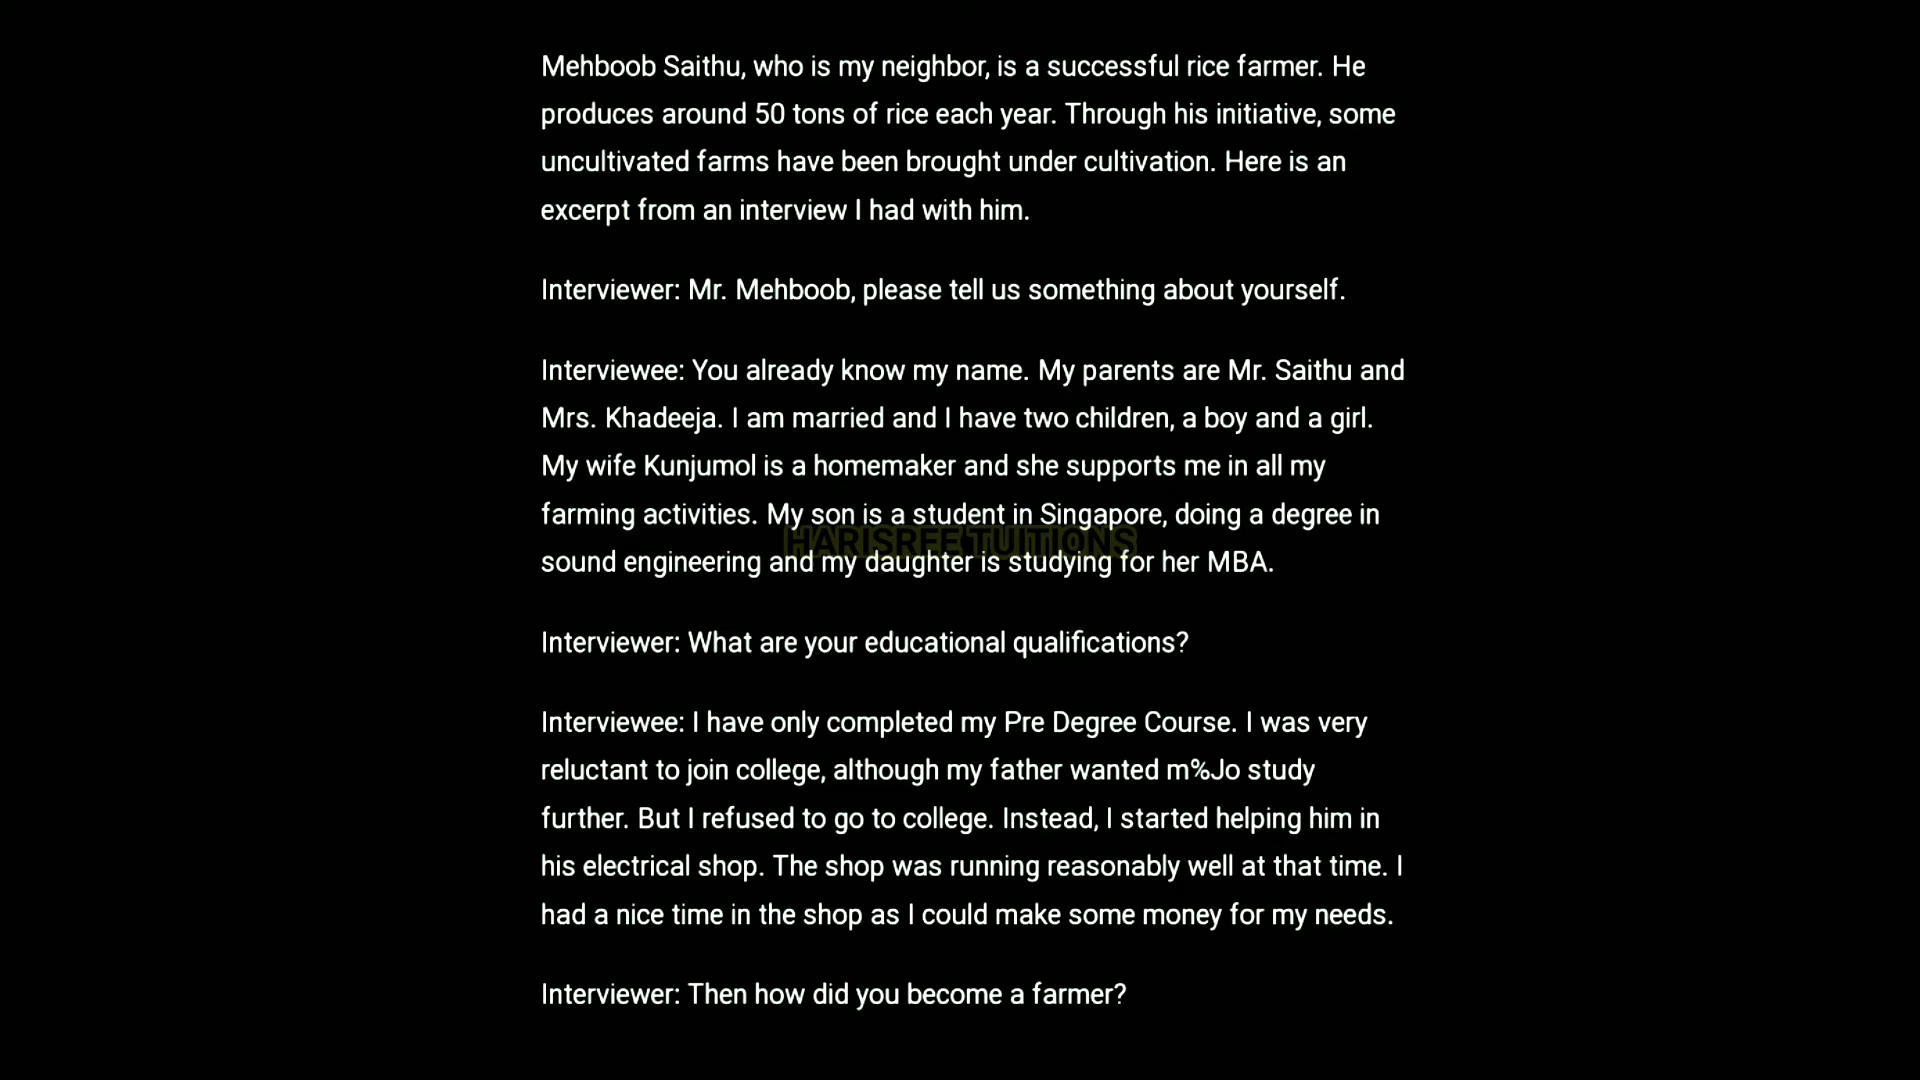 Mehboob Saithu, who is my neighbor, is a successful rice farmer. He
produces around 50 tons of rice each year. Through his initiative, some
uncultivated farms have been brought under cultivation. Here is an
excerpt from an interview I had with him.
Interviewer: Mr. Mehboob, please tell us something about yourself.
Interviewee: You already know my name. My parents are Mr. Saithu and
Mrs. Khadeeja. I am married and I have two children, a boy and a girl.
My wife Kunjumol is a homemaker and she supports me in all my
farming activities. My son is a student in Singapore, doing a degree in
HARISREE TUITIONS
sound engineering and my daughter is studying for her MBA.
Interviewer: What are your educational qualifications?
Interviewee: I have only completed my Pre Degree Course. I was very
reluctant to join college, although my father wanted m%Jo study
further. But I refused to go to college. Instead, I started helping him in
his electrical shop. The shop was running reasonably well at that time. I
had a nice time in the shop as I could make some money for my needs.
Interviewer: Then how did you become a farmer?